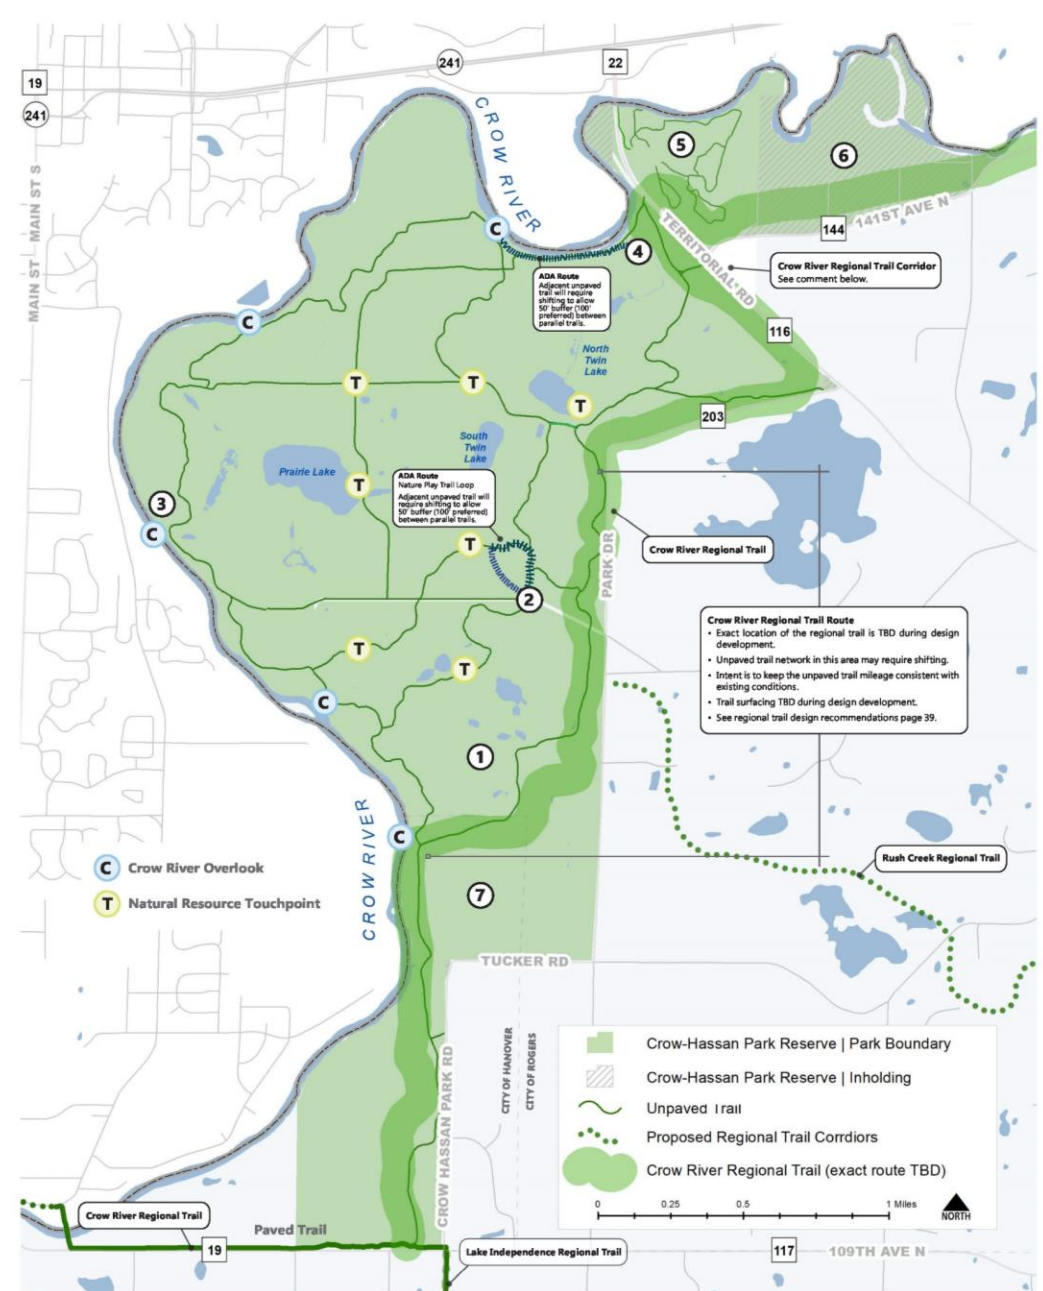 241
22
19
241
CROW RIVER
5
6
MAIN ST S
MAIN ST
C
4
TERRITORIAL RD
144
141ST AVE N
Crow River Regional Trail Corridor
See comment below.
ADA Route
Adjacent unpaved
trail will require
shifting to allow
50' buffer (100'
preferred) between
parallel trails.
C
116
North
Twin
Lake
T
T
T
203
South
Twin
Lake
Prairie Lake
T
ADA Route
Nature Play Trail Loop
Adjacent unpaved trail will
require shifting to allow
50' buffer (100' preferred)
between parallel trails.
3
C
T
PARK DR
Crow River Regional Trail
2
Crow River Regional Trail Route
• Exact location of the regional trail is TBD during design
development.
• Unpaved trail network in this area may require shifting.
• Intent is to keep the unpaved trail mileage consistent with
existing conditions.
• Trail surfacing TBD during design development.
• See regional trail design recommendations page 39.
T
T
C
1
CROW RIVER
C
Rush Creek Regional Trail
C Crow River Overlook
T Natural Resource Touchpoint
7
TUCKER RD
CITY OF HANOVER
CITY OF ROGERS
CROW HASSAN PARK RD
Crow-Hassan Park Reserve | Park Boundary
Crow-Hassan Park Reserve | Inholding
Unpaved Trail
Proposed Regional Trail Corrdiors
Crow River Regional Trail (exact route TBD)
0 0.25 0.5 1 Miles
NORTH
Crow River Regional Trail
Paved Trail
19
Lake Independence Regional Trail
117
109TH AVE N